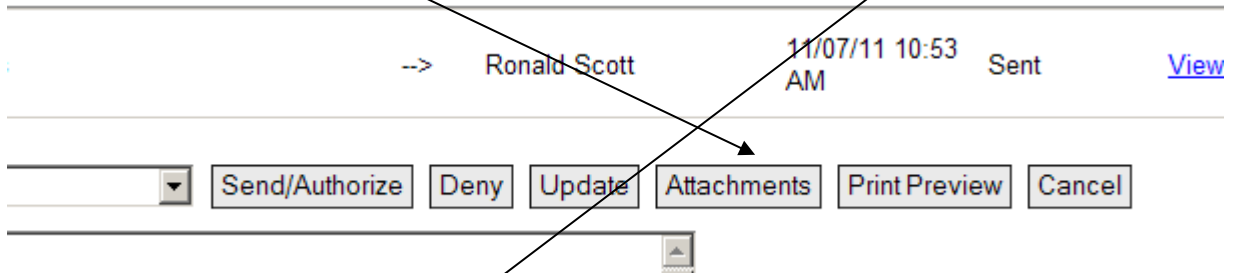 --> Ronald Scott 11/07/11 10:53 AM Sent View
Send/Authorize Deny Update Attachments Print Preview Cancel